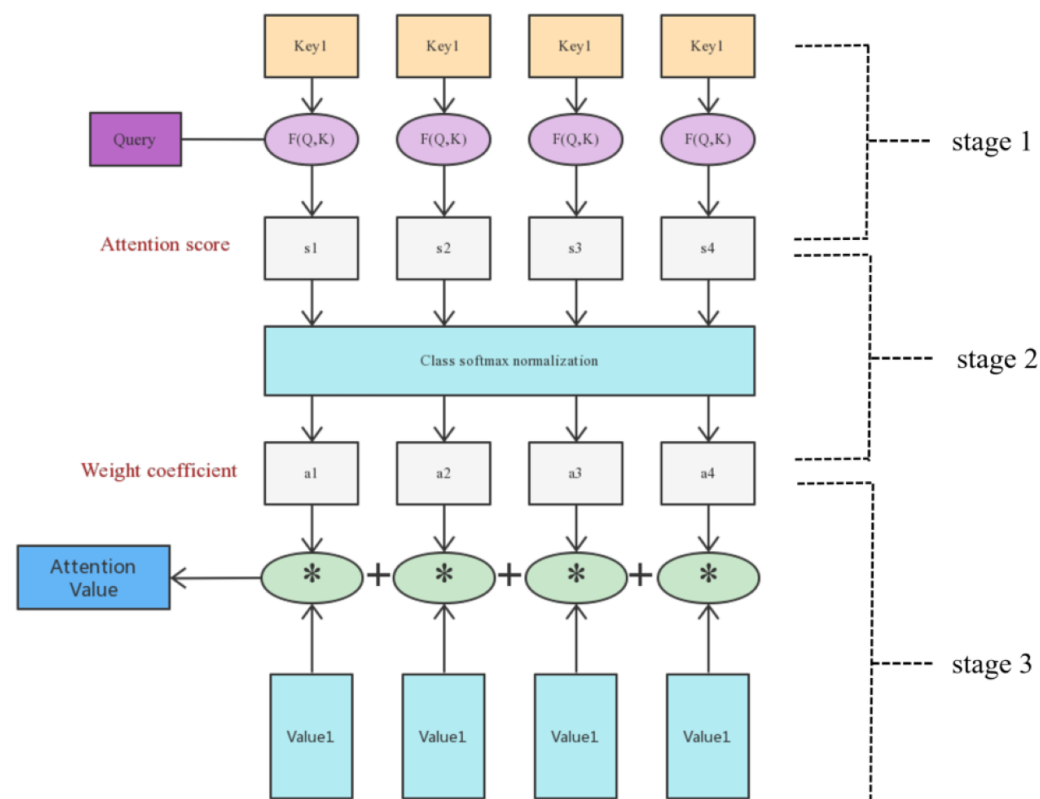 Key1 Key1 Key1 Key1
Query F(Q,K) F(Q,K) F(Q,K) F(Q,K)
stage 1
Attention score s1 s2 s3 s4
Class softmax normalization
stage 2
Weight coefficient a1 a2 a3 a4
Attention
Value
* + * + * + *
stage 3
Value1 Value1 Value1 Value1